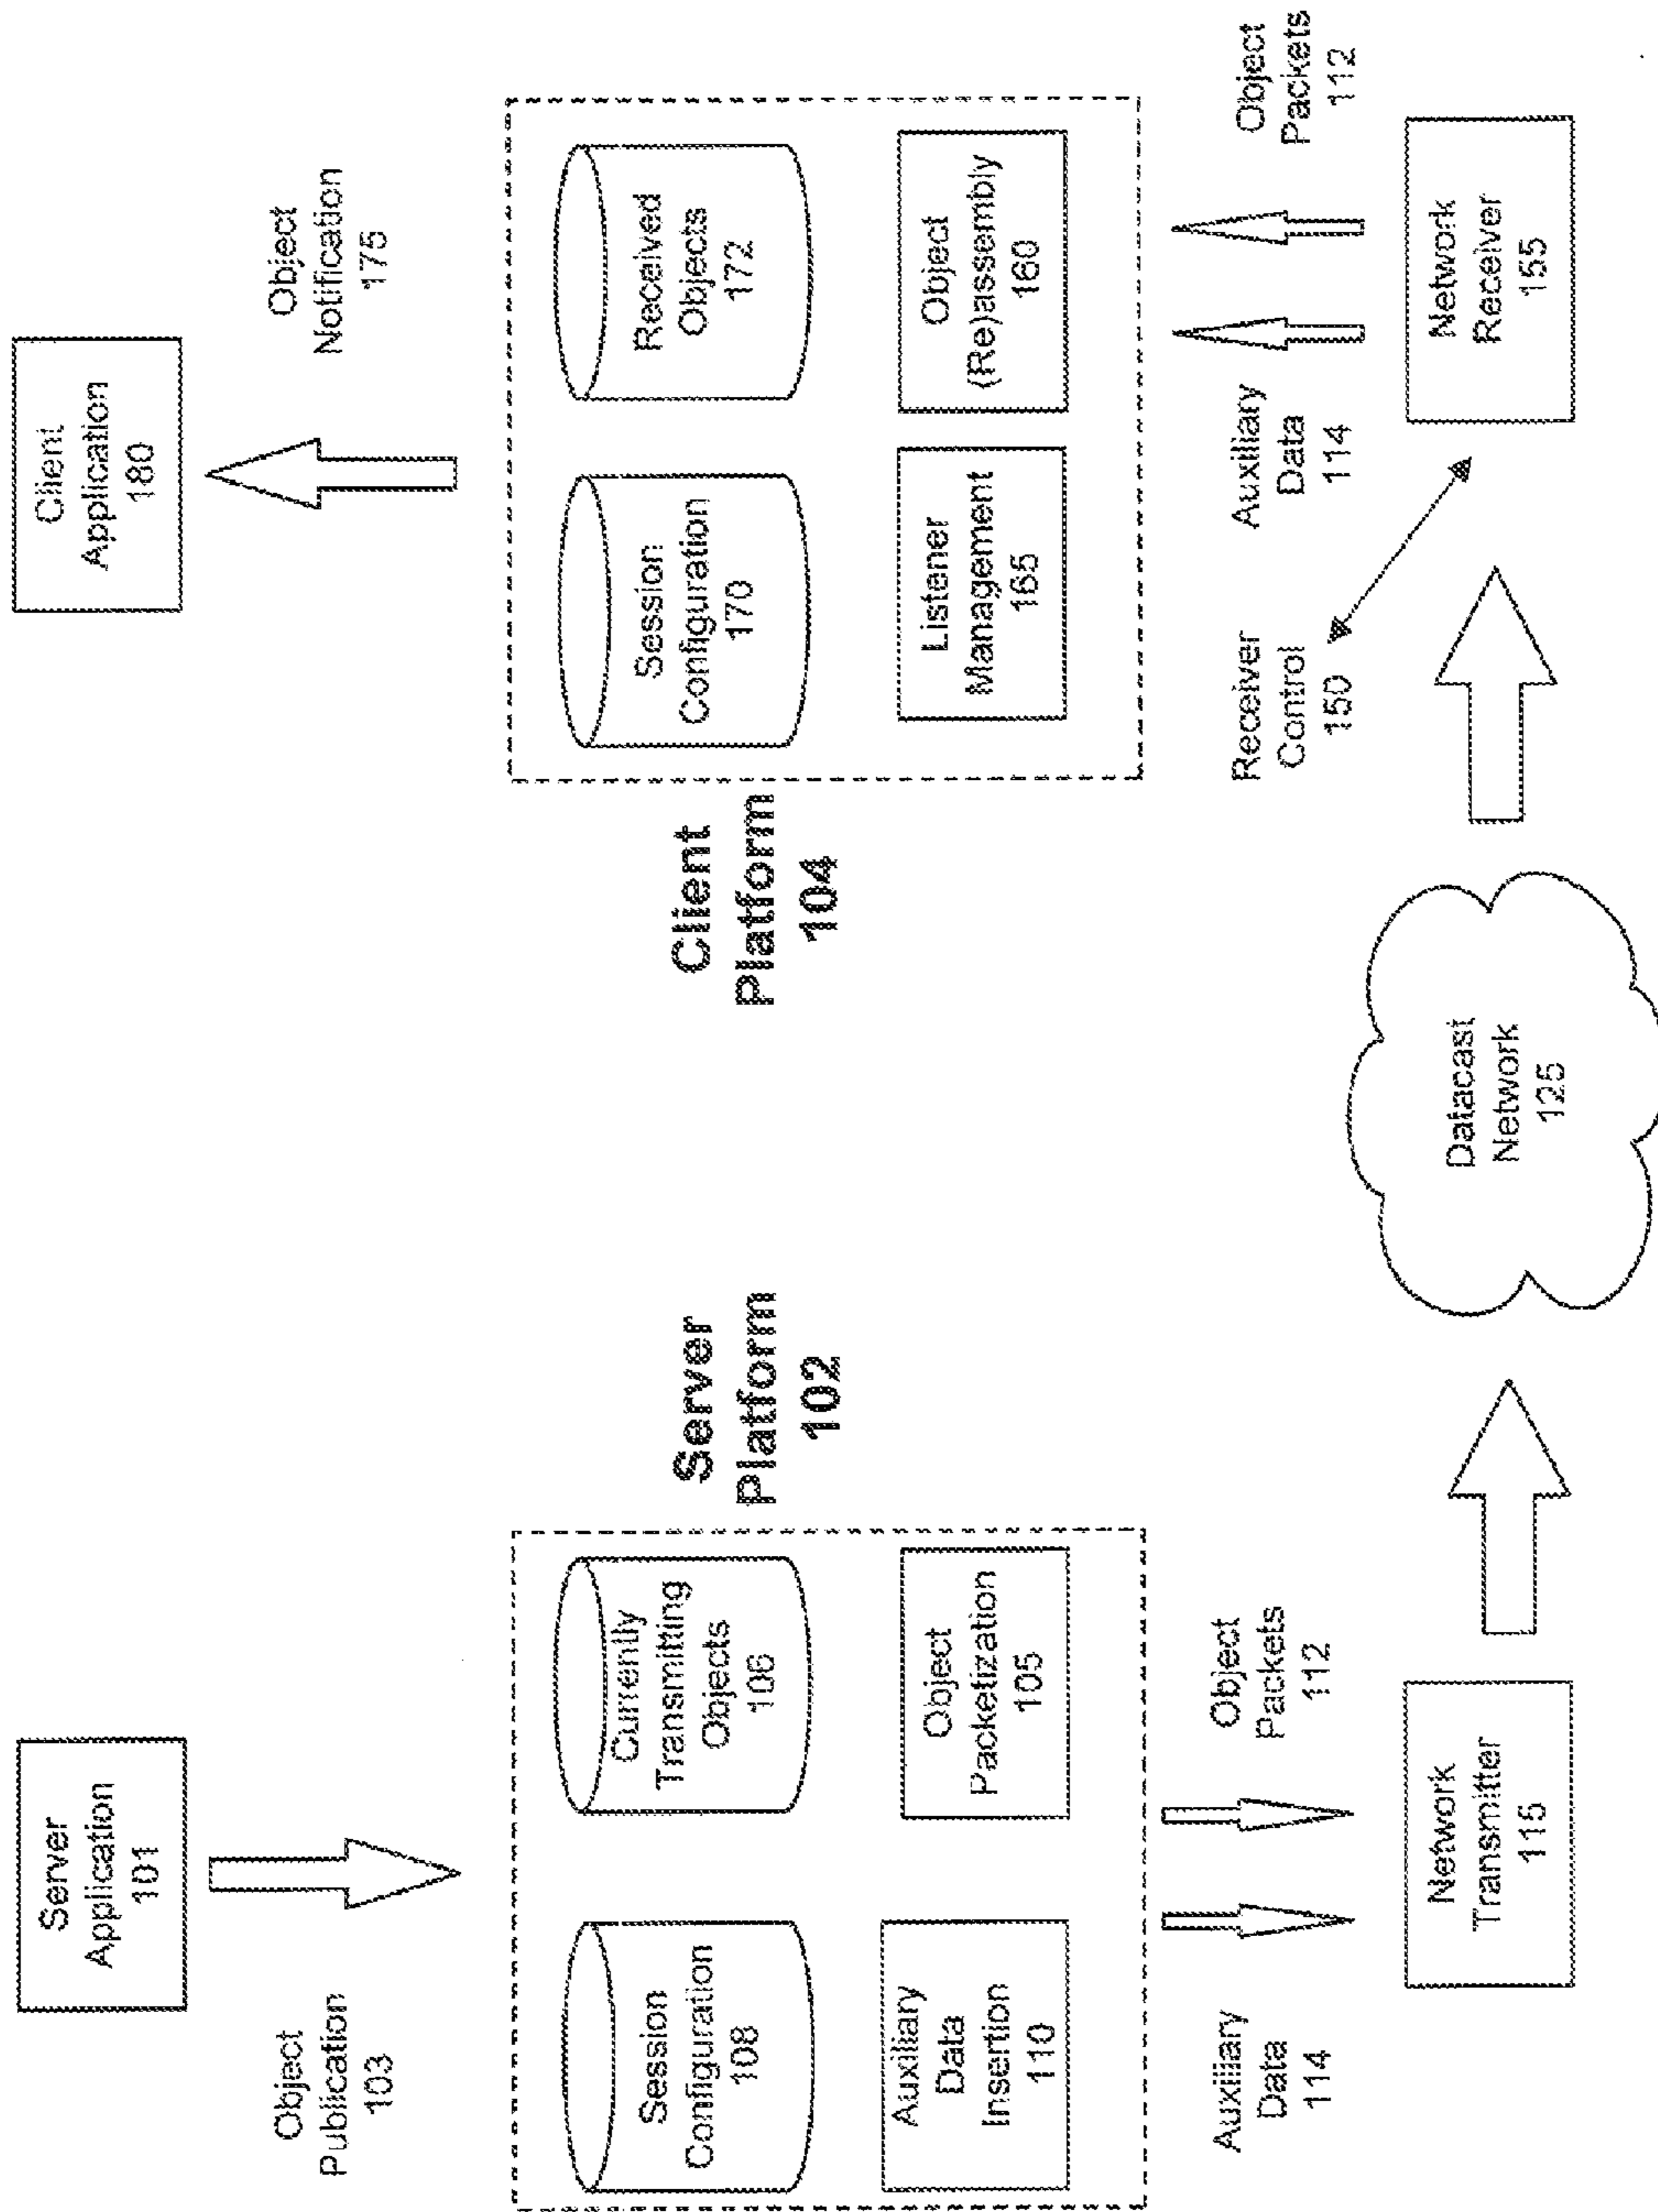 Server
Application
101
Object
Publication
103
Session
Configuration
108
Currently
Transmitting
Objects
106
Auxiliary
Data
Insertion
110
Object
Packetization
105
Server
Platform
102
Auxiliary
Data
114
Object
Packets
112
Network
Transmitter
115
Datacast
Network
125
Client
Application
180
Object
Notification
175
Client
Platform
104
Session
Configuration
170
Received
Objects
172
Listener
Management
165
Object
(Re)assembly
160
Receiver
Control
150
Auxiliary
Data
114
Object
Packets
112
Network
Receiver
155